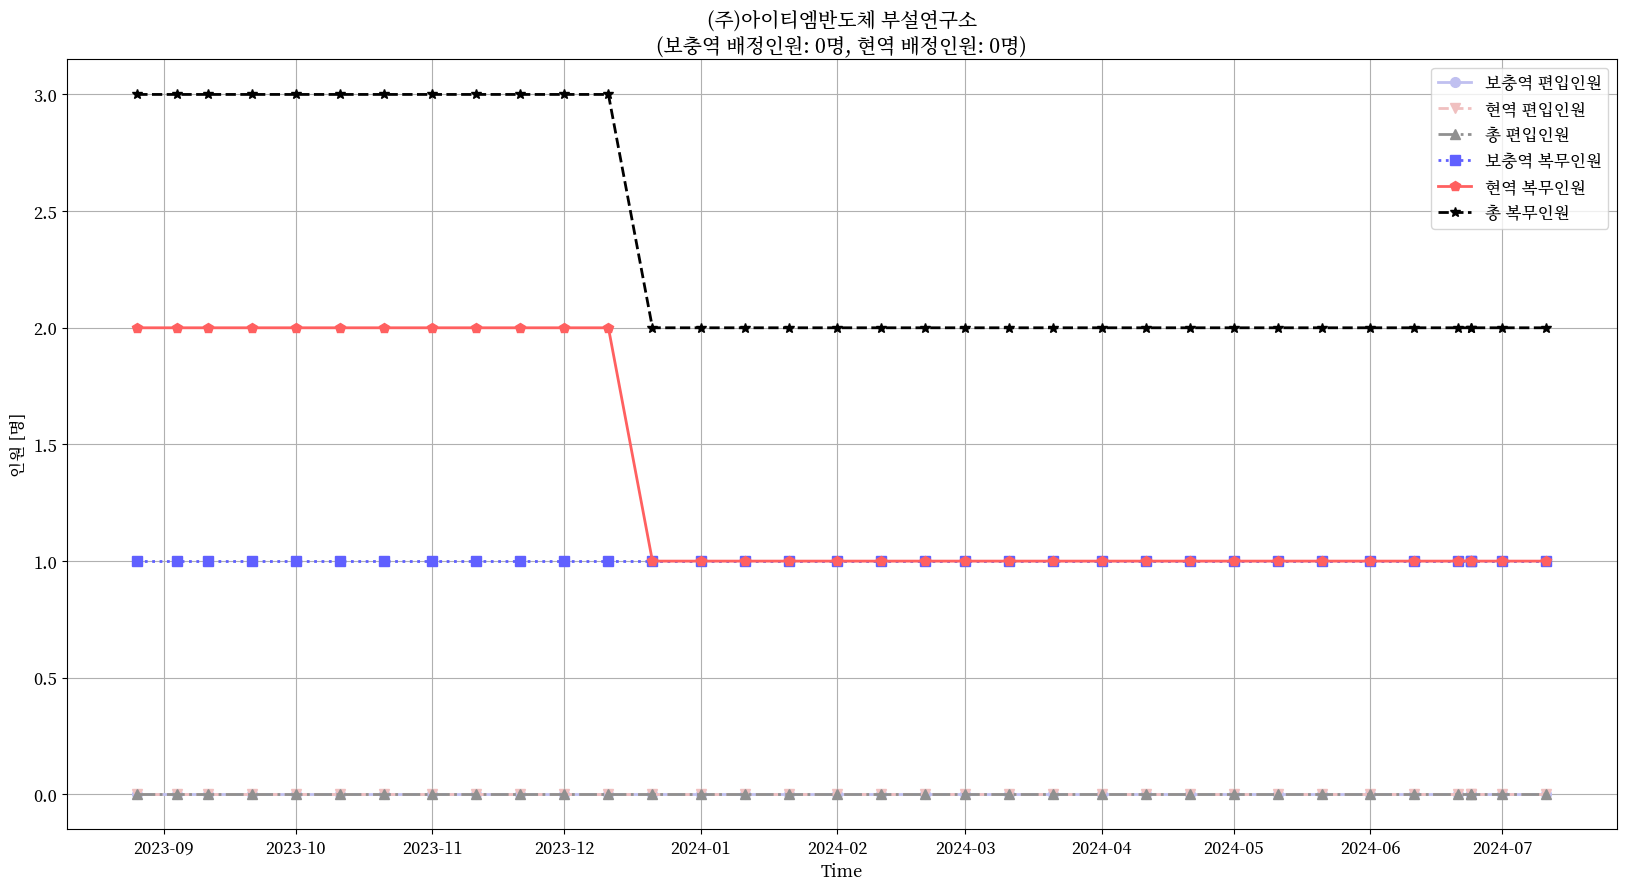 (주)아이티엠반도체 부설연구소
(보충역 배정인원: 0명, 현역 배정인원: 0명)
보충역 편입인원
현역 편입인원
총 편입인원
보충역 복무인원
현역 복무인원
총 복무인원
인원 [명]
3.0
2.5
2.0
1.5
1.0
0.5
0.0
2023-09 2023-10 2023-11 2023-12 2024-01 2024-02 2024-03 2024-04 2024-05 2024-06 2024-07
Time